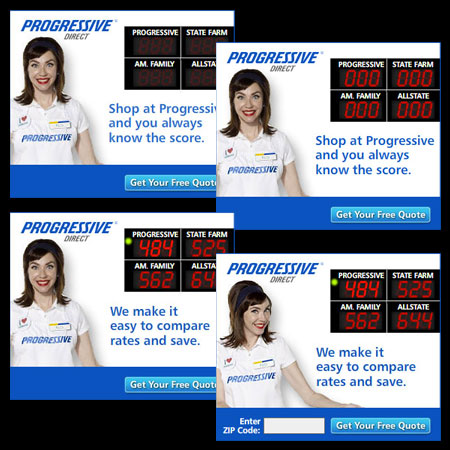 PROGRESSIVE
DIRECT
PROGRESSIVE STATE FARM
AM. FAMILY ALLSTATE
Shop at Progressive
and you always
know the score.
PROGRESSIVE
Get Your Free Quote
PROGRESSIVE
DIRECT
PROGRESSIVE STATE FARM
000 000
AM. FAMILY ALLSTATE
000 000
Shop at Progressive
and you always
know the score.
PROGRESSIVE
Get Your Free Quote
PROGRESSIVE
DIRECT
PROGRESSIVE STATE FARM
484 525
AM. FAMILY ALLSTATE
562 64
We make it
easy to compare
rates and save.
PROGRESSIVE
Get Your Free Quote
PROGRESSIVE
DIRECT
PROGRESSIVE STATE FARM
484 525
AM. FAMILY ALLSTATE
562 644
We make it
easy to compare
rates and save.
PROGRESSIVE
Enter
ZIP Code:
Get Your Free Quote